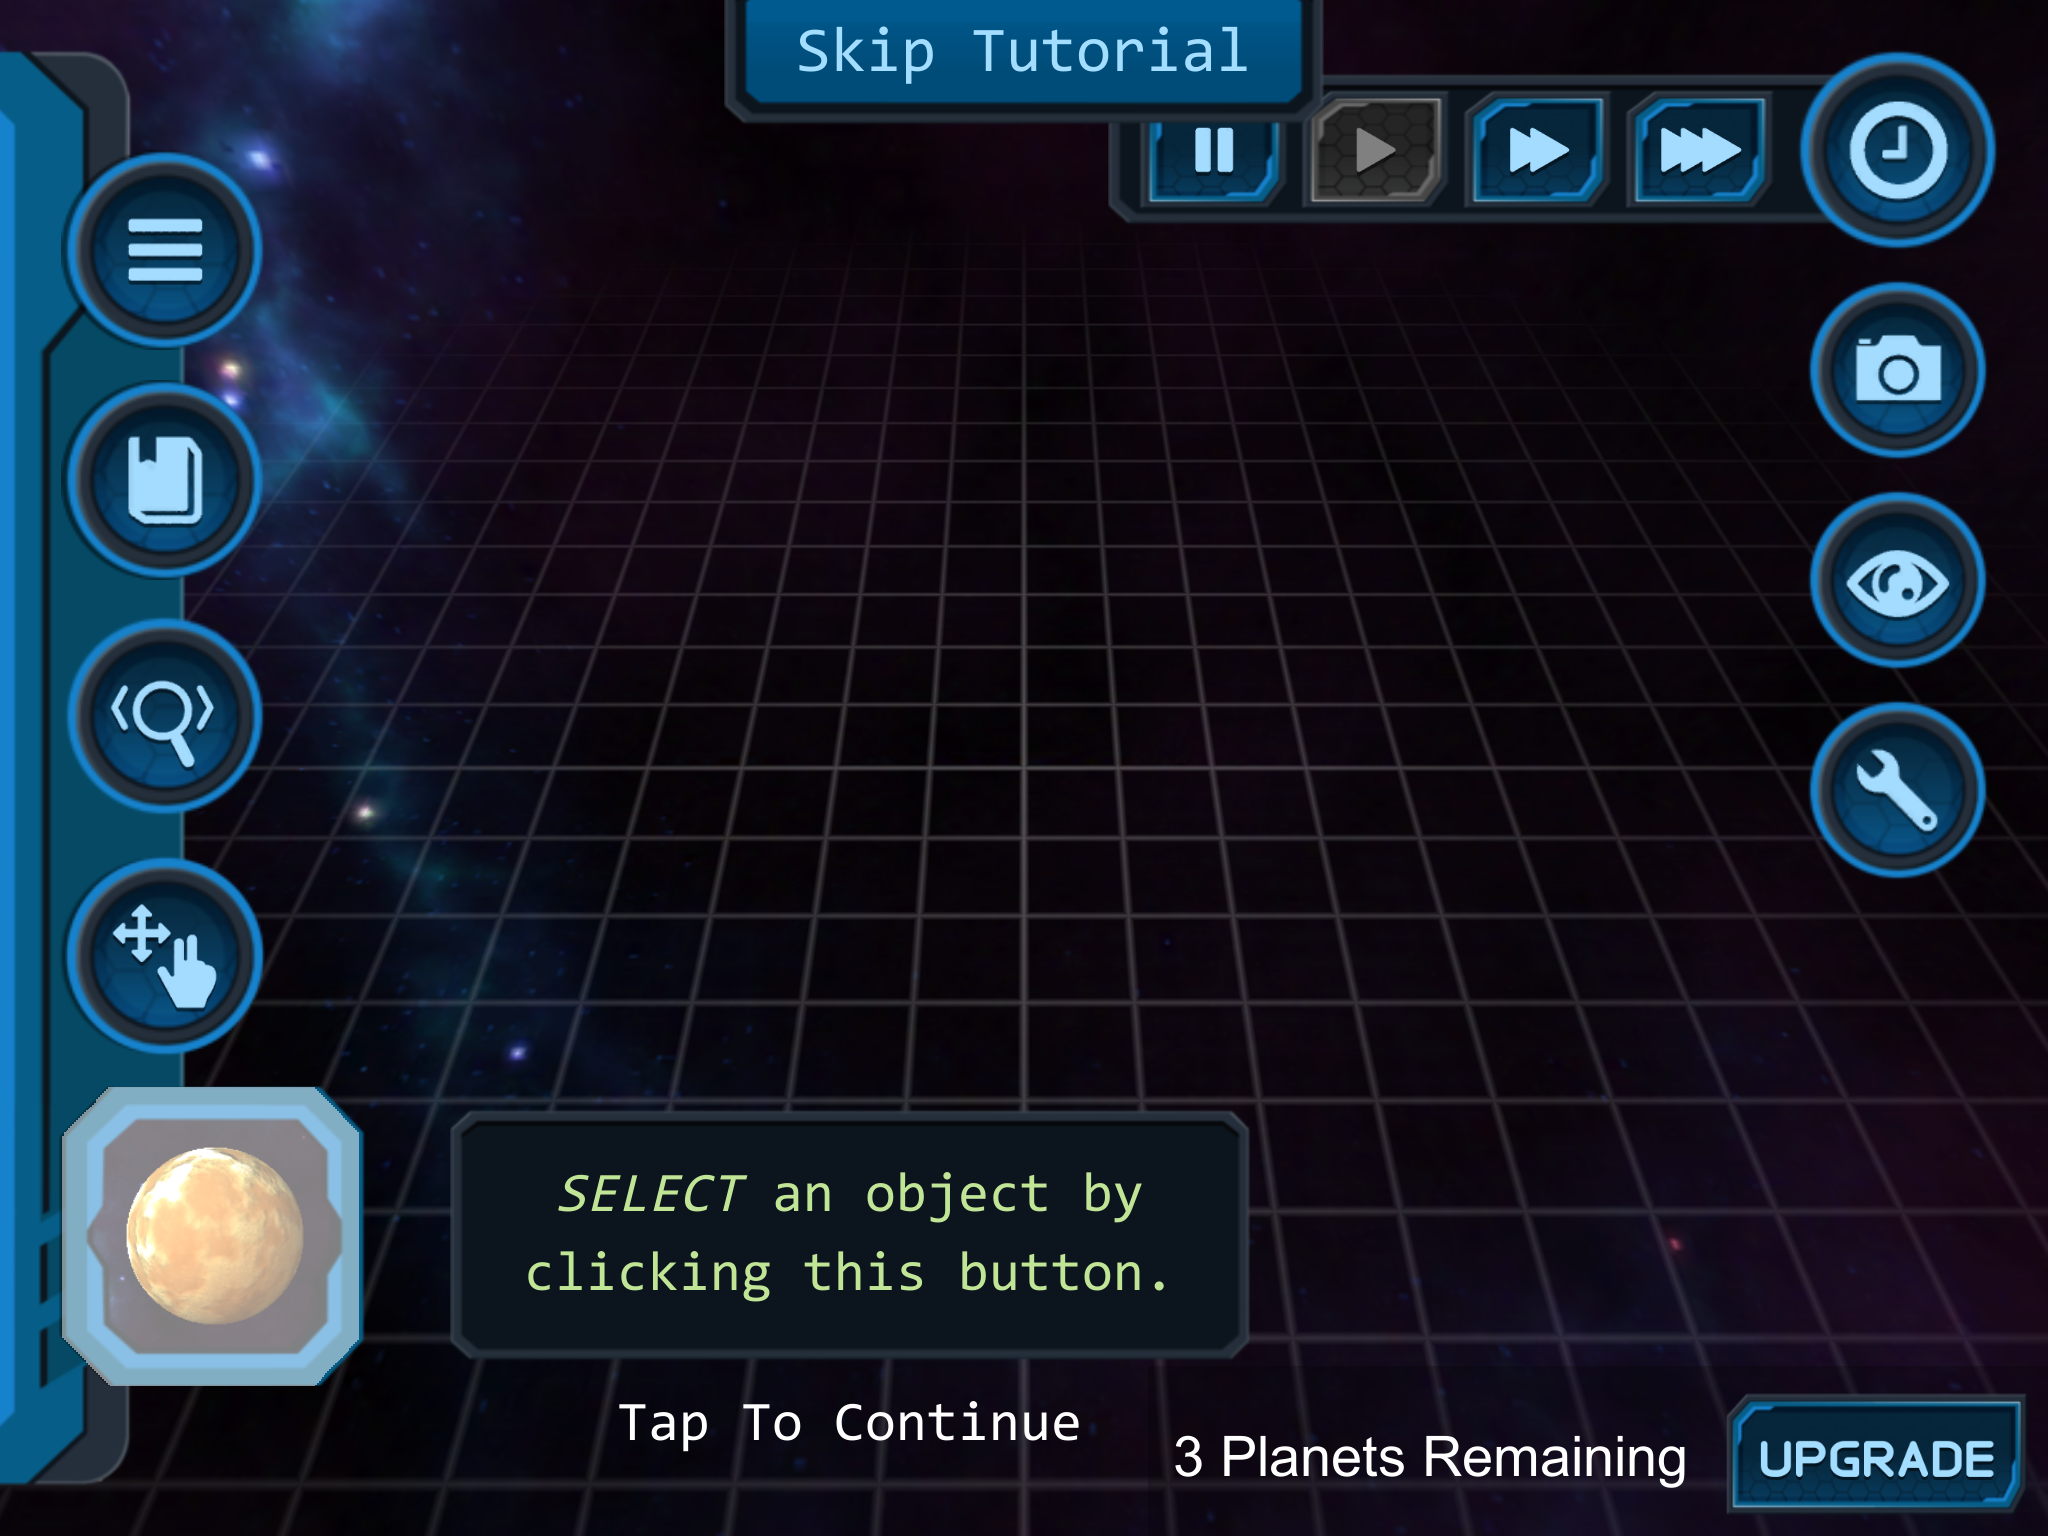 Skip Tutorial
SELECT an object by
clicking this button.
Tap To Continue
3 Planets Remaining
UPGRADE